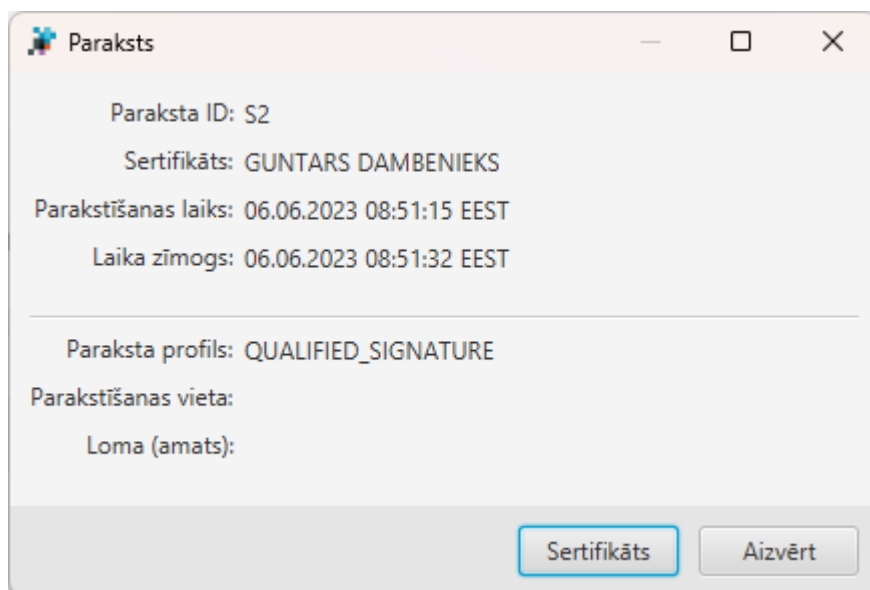 Paraksts
Paraksta ID: S2
Sertifikāts: GUNTARS DAMBENIEKS
Parakstīšanas laiks: 06.06.2023 08:51:15 EEST
Laika zīmogs: 06.06.2023 08:51:32 EEST
Paraksta profils: QUALIFIED_SIGNATURE
Parakstīšanas vieta:
Loma (amats):
Sertifikāts Aizvērt